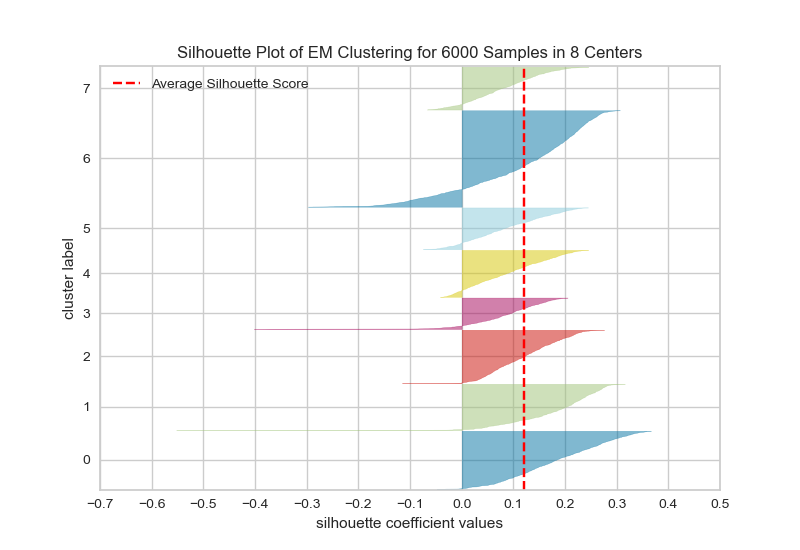 Silhouette Plot of EM Clustering for 6000 Samples in 8 Centers
Average Silhouette Score
7
6
5
4
3
2
1
0
cluster label
−0.7 −0.6 −0.5 −0.4 −0.3 −0.2 −0.1 0.0 0.1 0.2 0.3 0.4 0.5
silhouette coefficient values